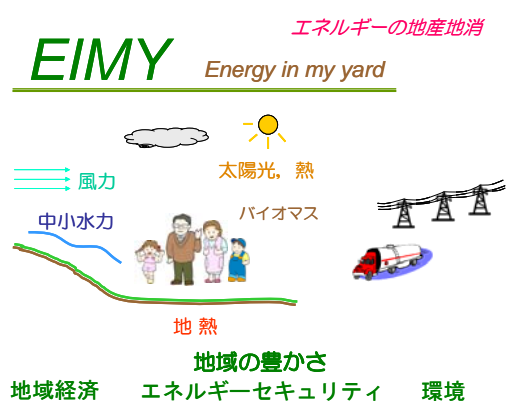 エネルギーの地産地消
EIMY Energy in my yard
太陽光，熱
風力
バイオマス
中小水力
地 熱
地域の豊かさ
地域経済 エネルギーセキュリティ 環境